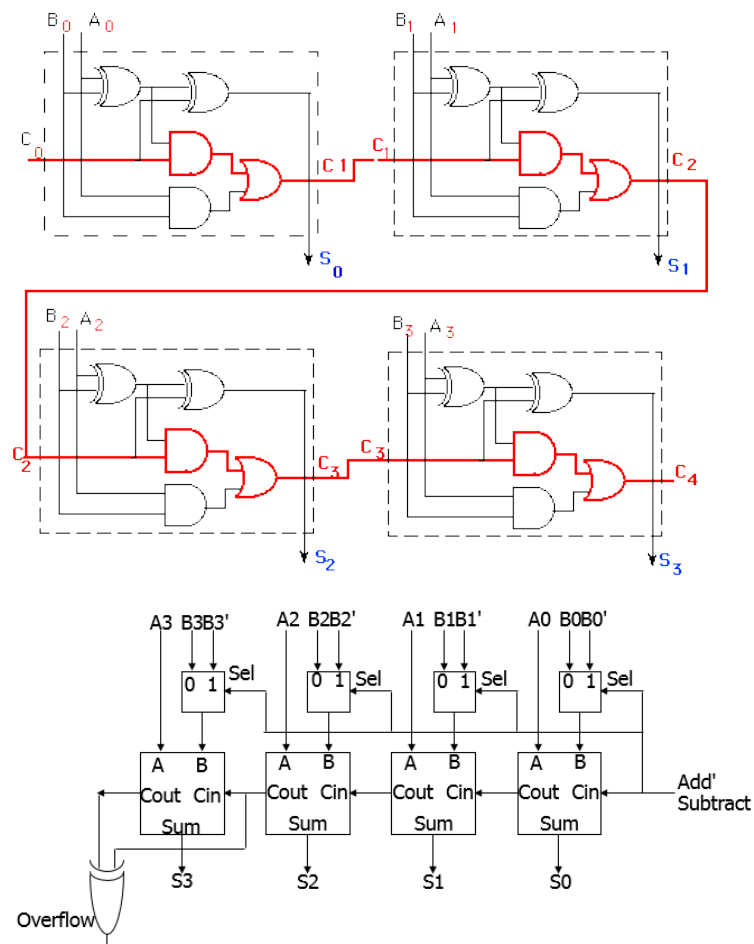 B0 A0 B1 A1
C0 C1 C1 C2
S0 S1
B2 A2 B3 A3
C2 C3 C3 C4
S2 S3
A3 B3B3' A2 B2B2' A1 B1B1' A0 B0B0'
0 1 Sel 0 1 Sel 0 1 Sel 0 1
A B A B A B A B
Cout Cin Cout Cin Cout Cin Cout Cin Add'
Subtract
Sum Sum Sum Sum
S3 S2 S1 S0
Overflow